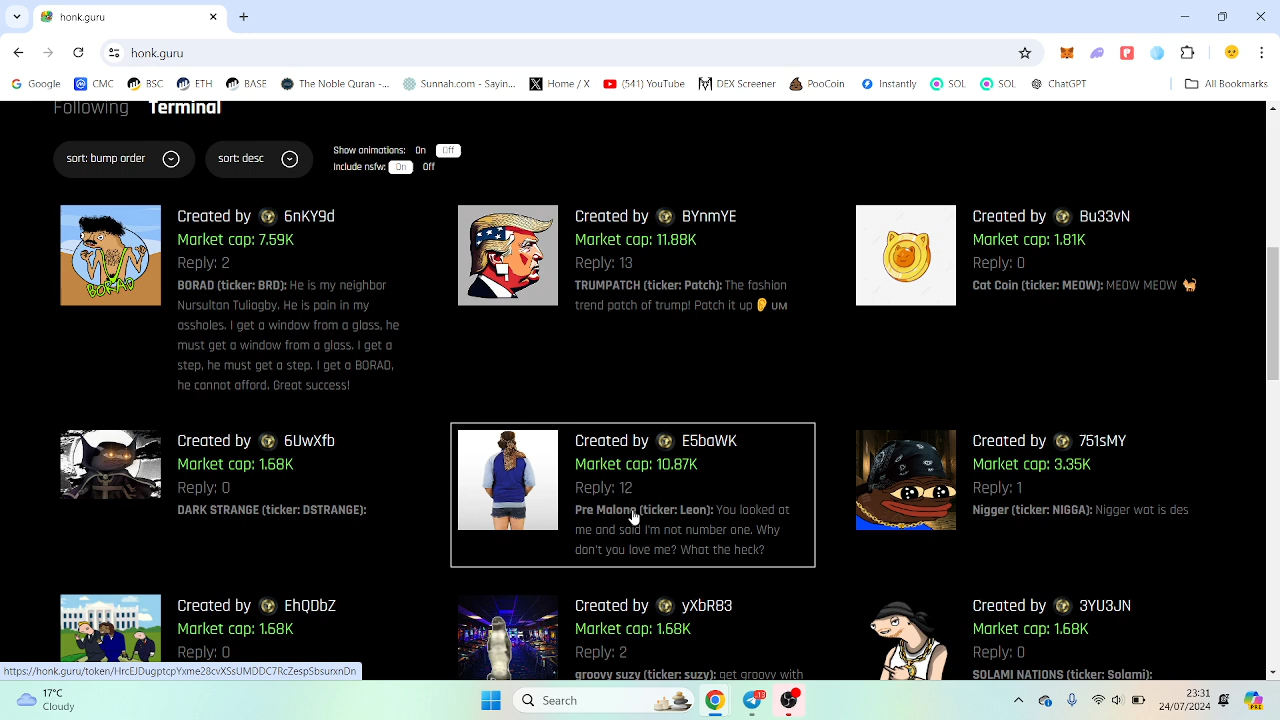 honk.guru
honk.guru
Google CMC BSC ETH BASE The Noble Quran -... Sunnah.com - Sayin... Home / X (541) YouTube DEX Screener PooCoin Instantly SOL SOL ChatGPT All Bookmarks
Following Terminal
sort: bump order sort: desc Show animations: On Off
Include nsfw: On Off
Created by 6nKY9d
Market cap: 7.59K
Reply: 2
BORAD (ticker: BRD): He is my neighbor
Nursultan Tuliagby. He is pain in my
assholes. I get a window from a glass, he
must get a window from a glass. I get a
step, he must get a step. I get a BORAD,
he cannot afford. Great success!
Created by BYnmYE
Market cap: 11.88K
Reply: 13
TRUMPATCH (ticker: Patch): The fashion
trend patch of trump! Patch it up 👂 UM
Created by Bu33vN
Market cap: 1.81K
Reply: 0
Cat Coin (ticker: MEOW): MEOW MEOW 🐈
Created by 6UwXfb
Market cap: 1.68K
Reply: 0
DARK STRANGE (ticker: DSTRANGE):
Created by E5baWK
Market cap: 10.87K
Reply: 12
Pre Malong (ticker: Leon): You looked at
me and said I'm not number one. Why
don't you love me? What the heck?
Created by 751sMY
Market cap: 3.35K
Reply: 1
Nigger (ticker: NIGGA): Nigger wat is des
Created by EhQDbZ
Market cap: 1.68K
Reply: 0
Created by yXbR83
Market cap: 1.68K
Reply: 2
groovy suzy (ticker: suzy): get groovy with
Created by 3YU3JN
Market cap: 1.68K
Reply: 0
SOLAMI NATIONS (ticker: Solami):
https://honk.guru/token/HrcEJDugptcpYxme28cvXSsUMDDC7RcZespSbsurxnDn
17°C
Cloudy
Search
13
23:31
24/07/2024
PRE